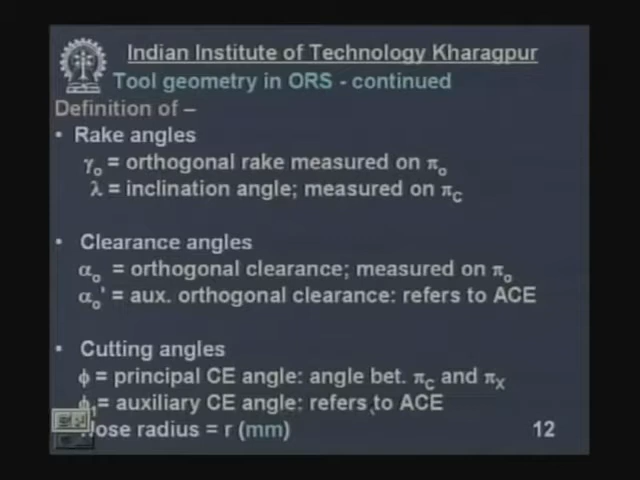 Indian Institute of Technology Kharagpur
Tool geometry in ORS - continued
Definition of –
• Rake angles
γo = orthogonal rake measured on πo
λ = inclination angle; measured on πC
• Clearance angles
αo = orthogonal clearance; measured on πo
αo' = aux. orthogonal clearance: refers to ACE
• Cutting angles
ϕ = principal CE angle: angle bet. πC and πX
ϕ1 = auxiliary CE angle: refers to ACE
radius = r (mm)
12